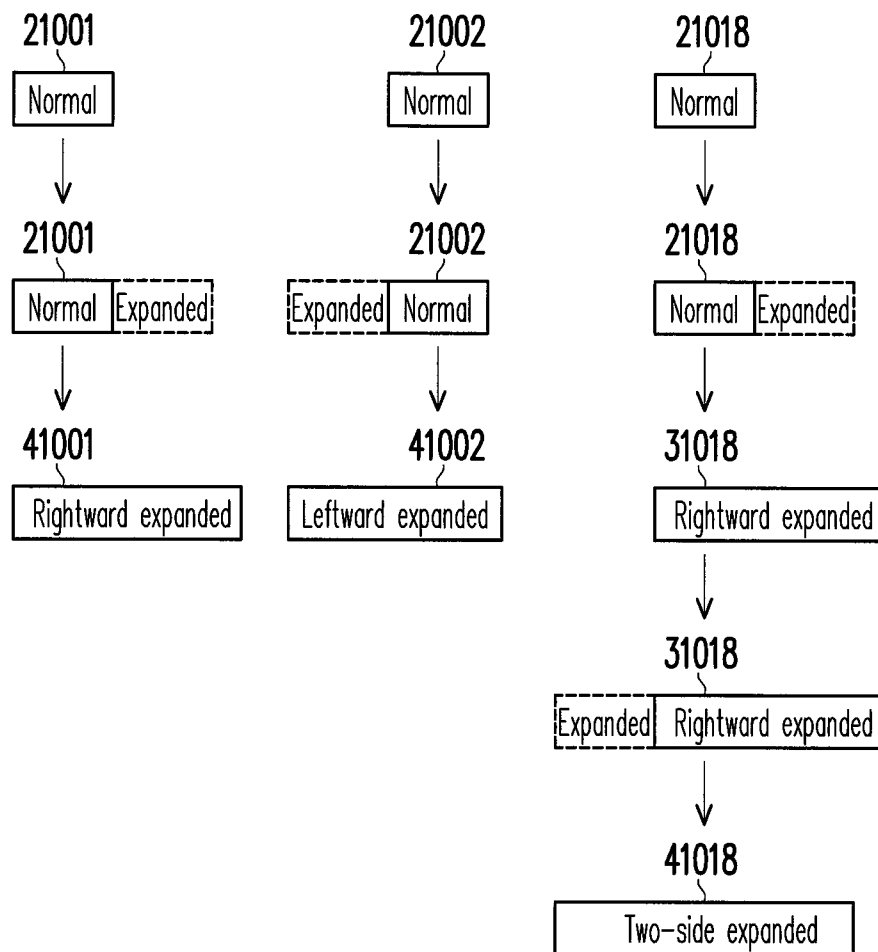 21001 21002 21018
Normal Normal Normal
21001 21002 21018
Normal Expanded Expanded Normal Normal Expanded
41001 41002 31018
Rightward expanded Leftward expanded Rightward expanded
31018
Expanded Rightward expanded
41018
Two-side expanded